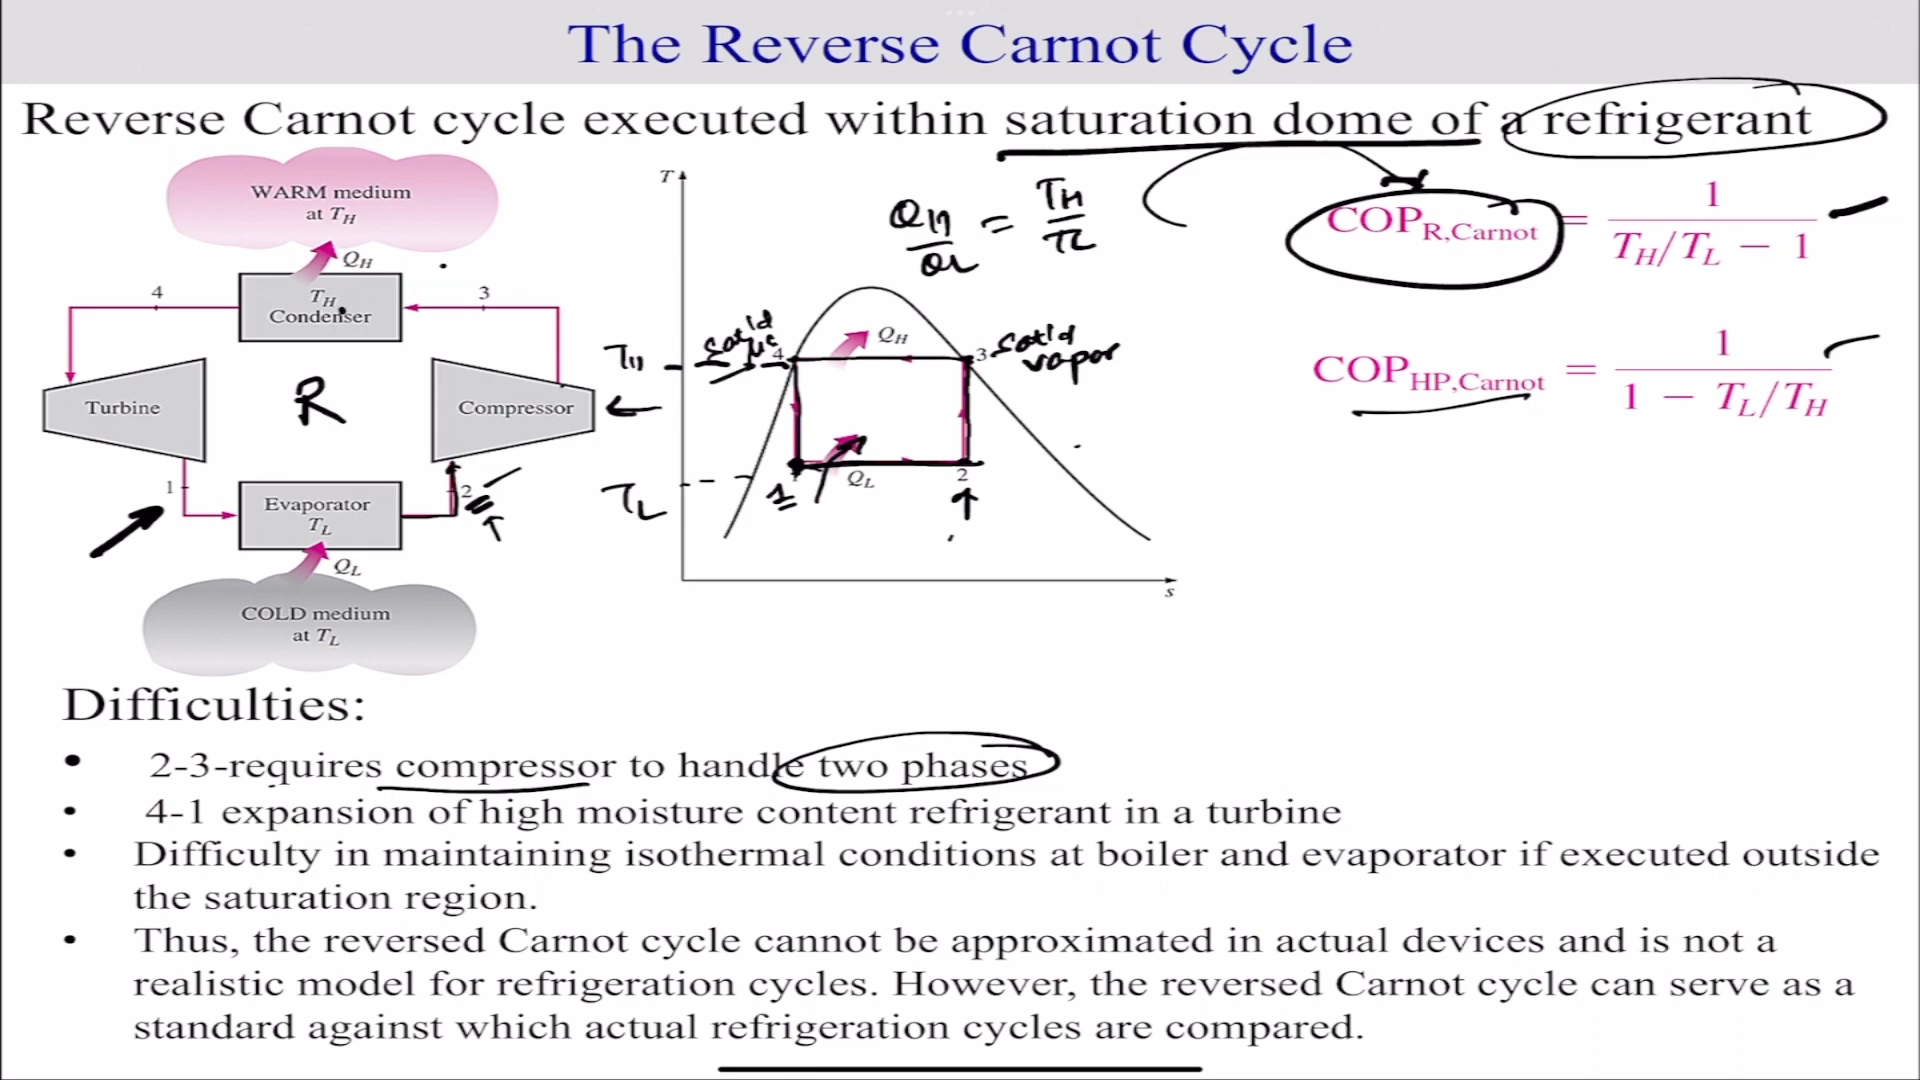 The Reverse Carnot Cycle
Reverse Carnot cycle executed within saturation dome of a refrigerant
WARM medium
at T_H
Q_H
4
3
T_H
Condenser
Turbine
R
Compressor
1
2
Evaporator
T_L
Q_L
COLD medium
at T_L
T
Q_H / Q_L = T_H / T_L
Q_H
T_H
sat'd
4
3
sat'd
vapor
T_L
1
Q_L
2
s
COP_R,Carnot = 1 / (T_H/T_L − 1)
COP_HP,Carnot = 1 / (1 − T_L/T_H)
Difficulties:
• 2-3-requires compressor to handle two phases
• 4-1 expansion of high moisture content refrigerant in a turbine
• Difficulty in maintaining isothermal conditions at boiler and evaporator if executed outside
the saturation region.
• Thus, the reversed Carnot cycle cannot be approximated in actual devices and is not a
realistic model for refrigeration cycles. However, the reversed Carnot cycle can serve as a
standard against which actual refrigeration cycles are compared.